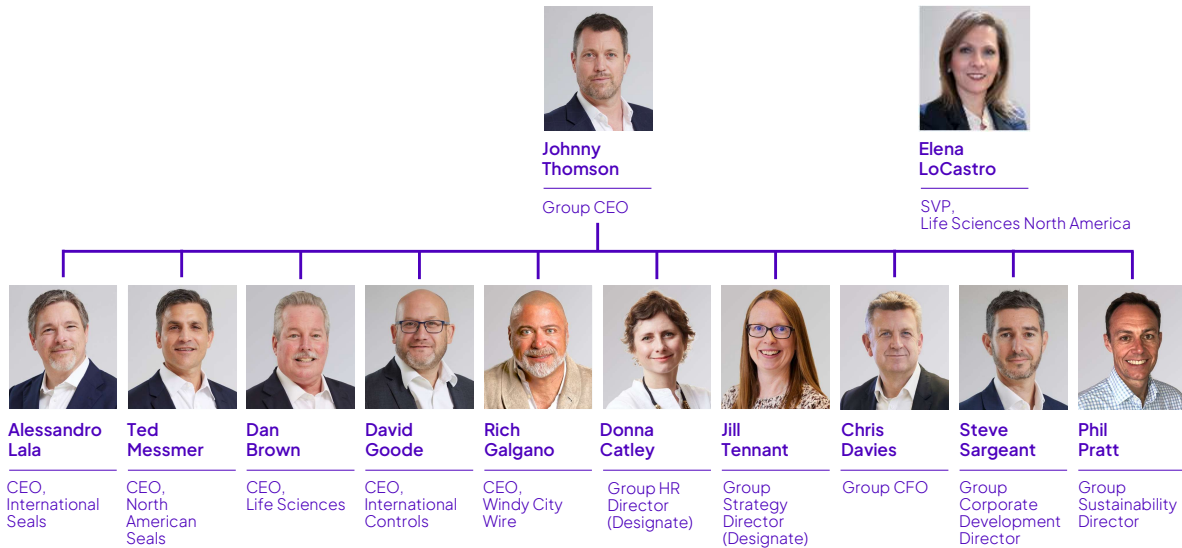 Johnny
Thomson
Group CEO
Elena
LoCastro
SVP,
Life Sciences North America
Alessandro
Lala
CEO,
International
Seals
Ted
Messmer
CEO,
North
American
Seals
Dan
Brown
CEO,
Life Sciences
David
Goode
CEO,
International
Controls
Rich
Galgano
CEO,
Windy City
Wire
Donna
Catley
Group HR
Director
(Designate)
Jill
Tennant
Group
Strategy
Director
(Designate)
Chris
Davies
Group CFO
Steve
Sargeant
Group
Corporate
Development
Director
Phil
Pratt
Group
Sustainability
Director